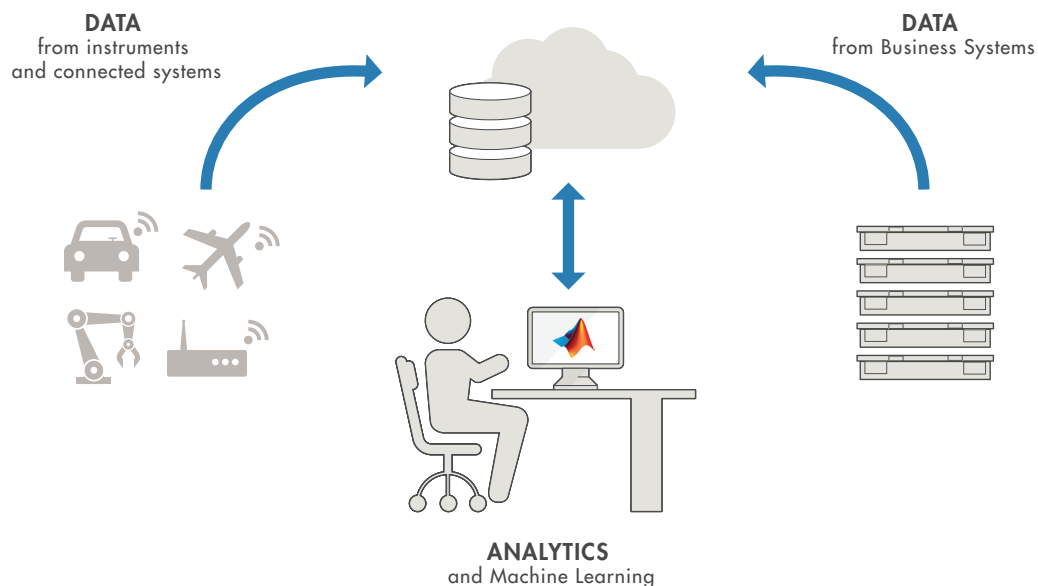 DATA
from instruments
and connected systems
DATA
from Business Systems
ANALYTICS
and Machine Learning